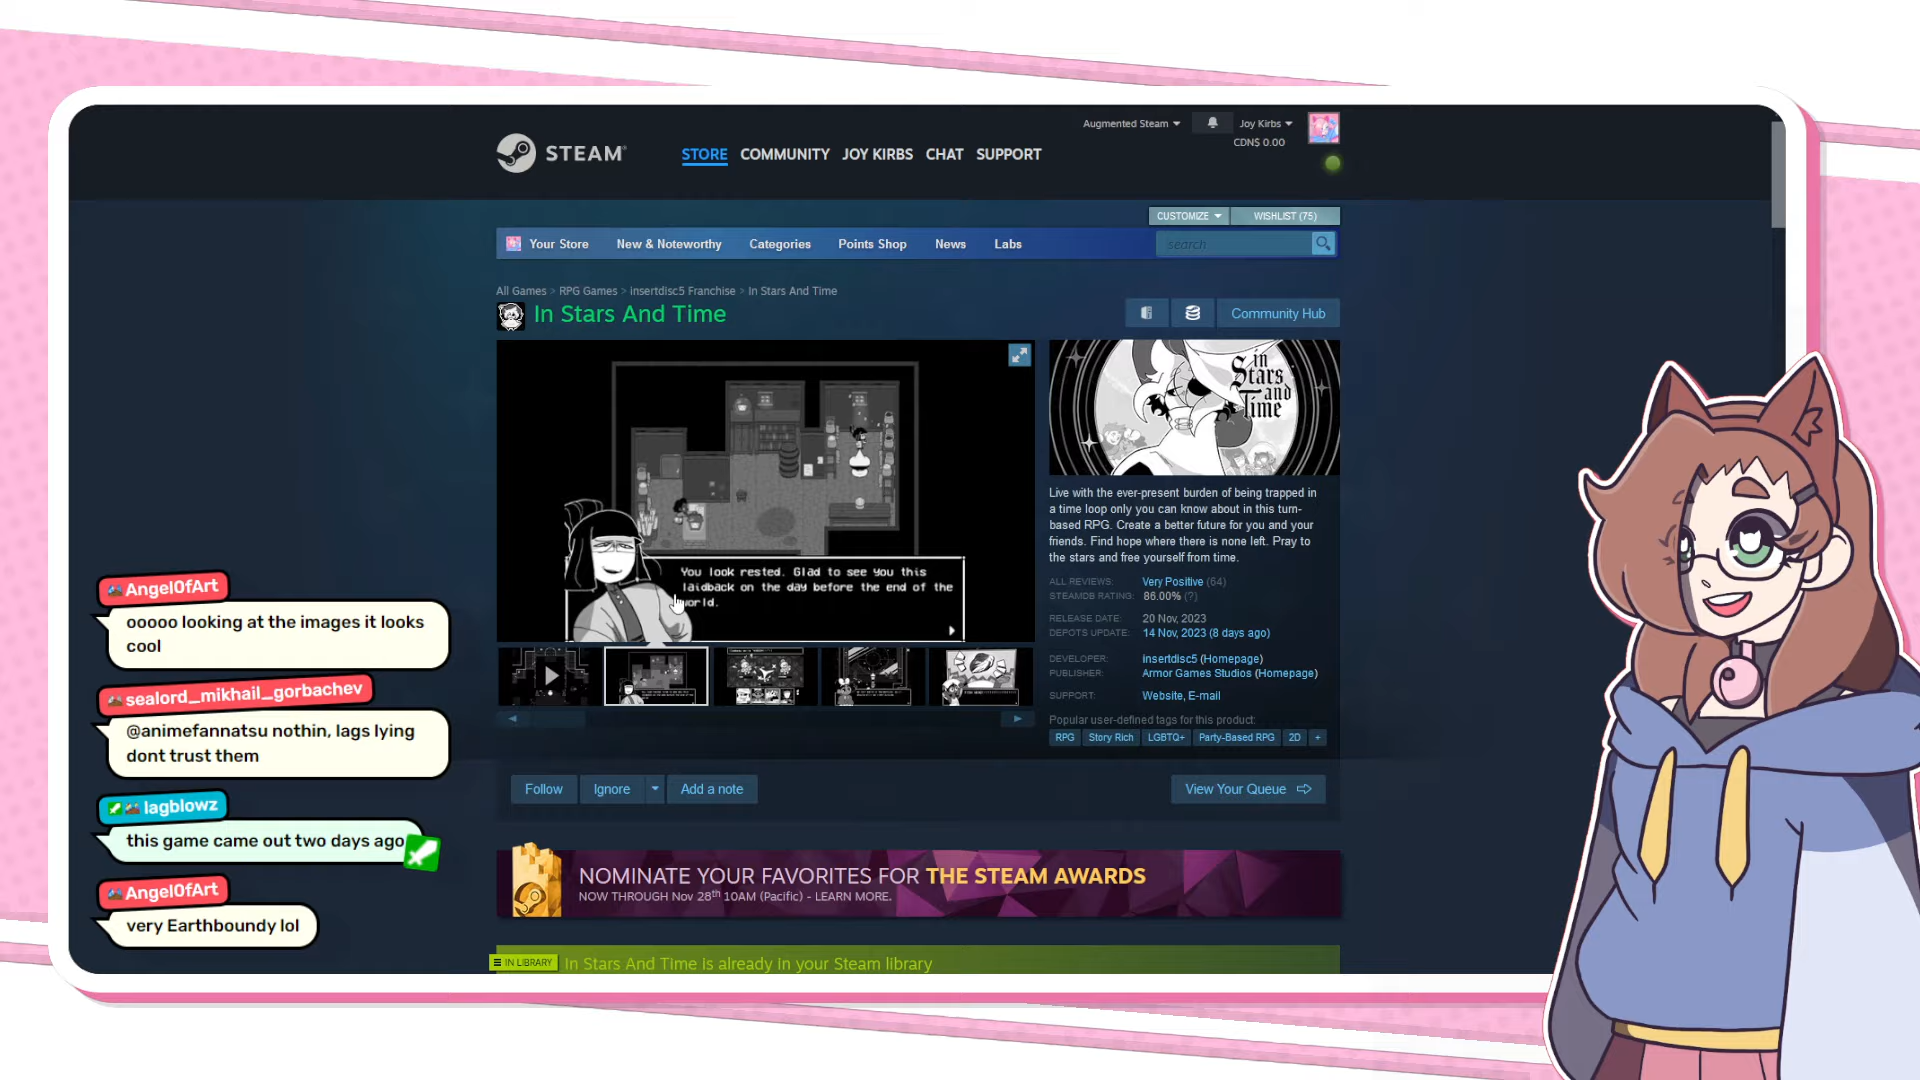 Augmented Steam
Joy Kirbs
CDN$ 0.00
STEAM
STORE
COMMUNITY
JOY KIRBS
CHAT
SUPPORT
CUSTOMIZE
WISHLIST (75)
Your Store
New & Noteworthy
Categories
Points Shop
News
Labs
search
All Games > RPG Games > insertdisc5 Franchise > In Stars And Time
In Stars And Time
Community Hub
You look rested. Glad to see you this
laidback on the day before the end of the
world.
in
Stars
and
Time
Live with the ever-present burden of being trapped in
a time loop only you can know about in this turn-
based RPG. Create a better future for you and your
friends. Find hope where there is none left. Pray to
the stars and free yourself from time.
ALL REVIEWS: Very Positive (64)
STEAMDB RATING: 86.00% (?)
RELEASE DATE: 20 Nov, 2023
DEPOTS UPDATE: 14 Nov, 2023 (8 days ago)
DEVELOPER: insertdisc5 (Homepage)
PUBLISHER: Armor Games Studios (Homepage)
SUPPORT: Website, E-mail
Popular user-defined tags for this product:
RPG
Story Rich
LGBTQ+
Party-Based RPG
2D
+
Follow
Ignore
Add a note
View Your Queue
NOMINATE YOUR FAVORITES FOR THE STEAM AWARDS
NOW THROUGH Nov 28th 10AM (Pacific) - LEARN MORE.
IN LIBRARY
In Stars And Time is already in your Steam library
Angel0fArt
ooooo looking at the images it looks
cool
sealord_mikhail_gorbachev
@animefannatsu nothin, lags lying
dont trust them
lagblowz
this game came out two days ago
Angel0fArt
very Earthboundy lol